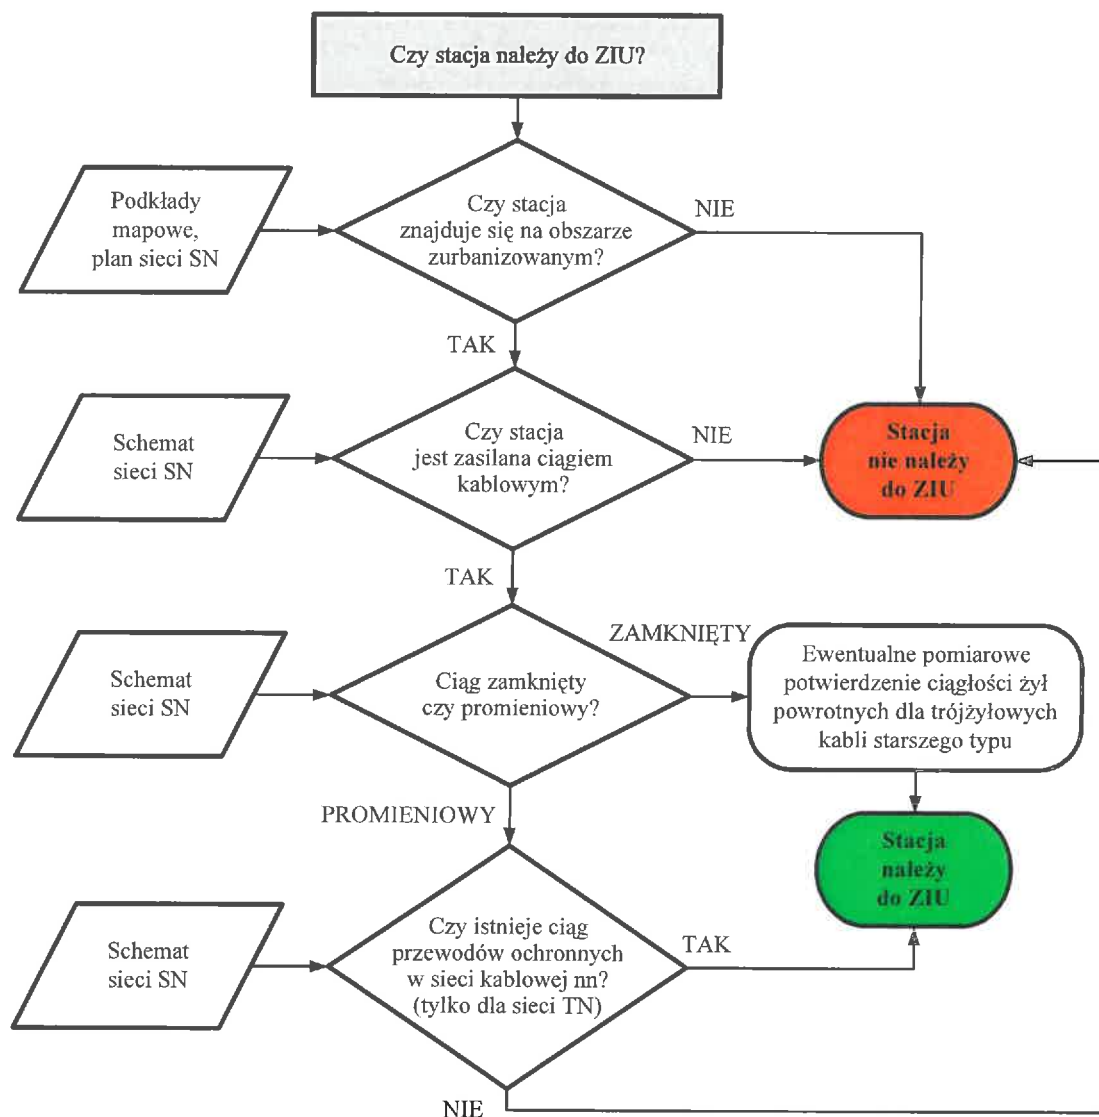 Czy stacja należy do ZIU?
Podkłady
mapowe,
plan sieci SN
Czy stacja
znajduje się na obszarze
zurbanizowanym?
NIE
TAK
Schemat
sieci SN
Czy stacja
jest zasilana ciągiem
kablowym?
NIE
Stacja
nie należy
do ZIU
TAK
Schemat
sieci SN
Ciąg zamknięty
czy promieniowy?
ZAMKNIĘTY
Ewentualne pomiarowe
potwierdzenie ciągłości żył
powrotnych dla trójżyłowych
kabli starszego typu
PROMIENIOWY
Stacja
należy
do ZIU
Schemat
sieci SN
Czy istnieje ciąg
przewodów ochronnych
w sieci kablowej nn?
(tylko dla sieci TN)
TAK
NIE